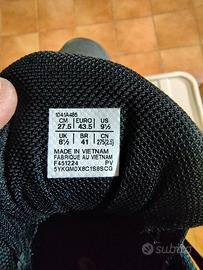 1041A486
CM EURO US
27.5 43.5 9½
UK BR CN
8½ 41 275(2.5)
MADE IN VIETNAM
FABRIQUE AU VIETNAM
F451224 PV
5YKGM0X8C1S8SCG
subito